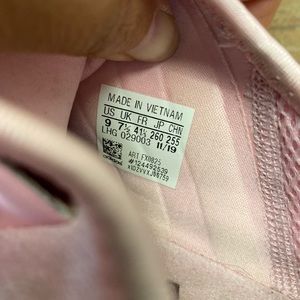 MADE IN VIETNAM
US UK FR JP CHN
9 7½ 41⅓ 260 255
LHG 029003 11/19
ART FX8825